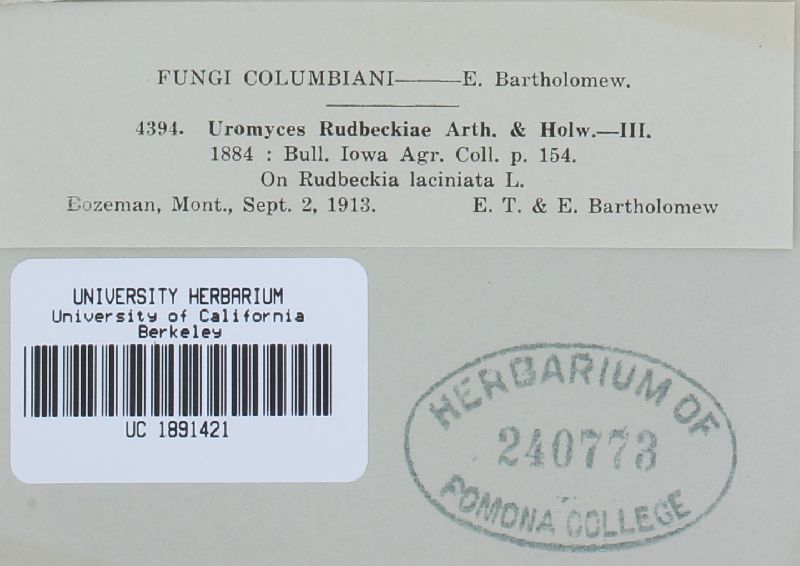 FUNGI COLUMBIANI———E. Bartholomew.
4394. Uromyces Rudbeckiae Arth. & Holw.—III.
1884 : Bull. Iowa Agr. Coll. p. 154.
On Rudbeckia laciniata L.
Bozeman, Mont., Sept. 2, 1913. E. T. & E. Bartholomew
UNIVERSITY HERBARIUM
University of California
Berkeley
UC 1891421
HERBARIUM OF
240773
POMONA COLLEGE